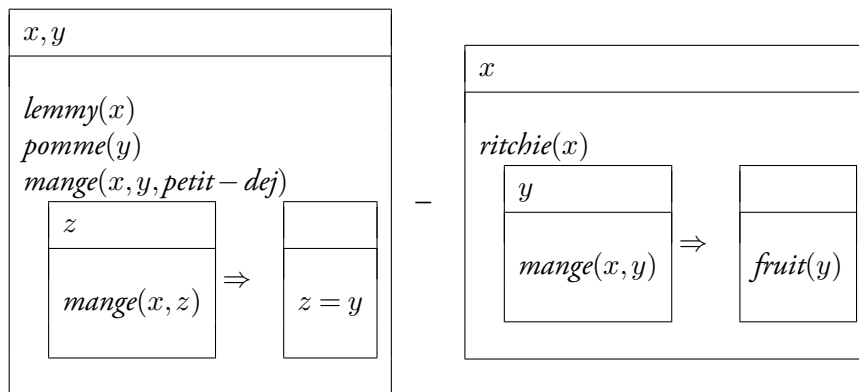 x, y
lemmy(x)
pomme(y)
mange(x, y, petit − dej)
z
mange(x, z)
⇒
z = y
–
x
ritchie(x)
y
mange(x, y)
⇒
fruit(y)